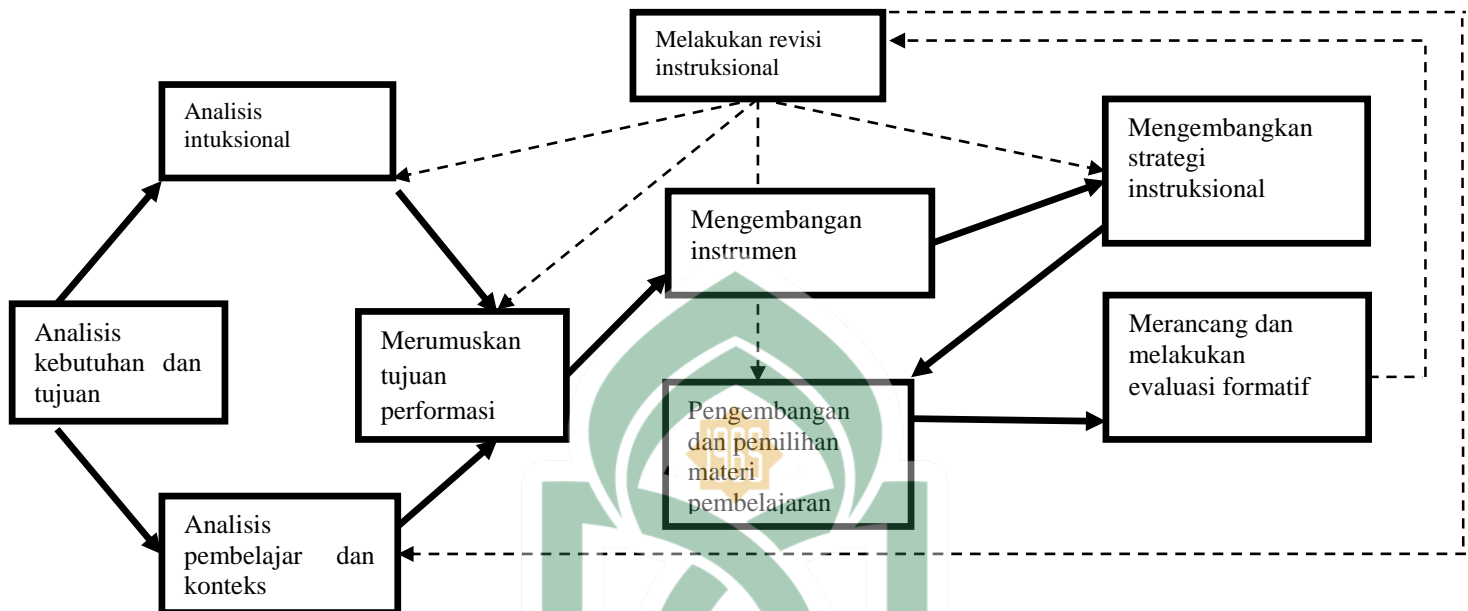 Melakukan revisi
instruksional
Analisis
intuksional
Mengembangkan
strategi
instruksional
Mengembangan
instrumen
Analisis
kebutuhan dan
tujuan
Merumuskan
tujuan
performasi
Merancang dan
melakukan
evaluasi formatif
Pengembangan
dan pemilihan
materi
pembelajaran
1965
Analisis
pembelajar dan
konteks